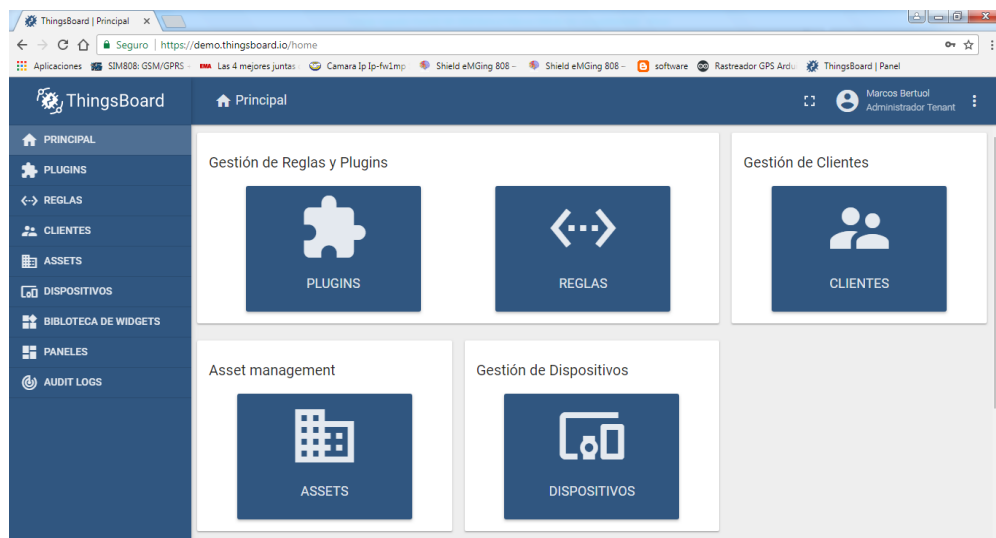 ThingsBoard | Principal
Seguro | https://demo.thingsboard.io/home
Aplicaciones SIM808: GSM/GPRS - Las 4 mejores juntas Camara Ip Ip-fw1mp Shield eMGing 808 – Shield eMGing 808 – software Rastreador GPS Ardu ThingsBoard | Panel
ThingsBoard Principal
Marcos Bertuol
Administrador Tenant
PRINCIPAL
PLUGINS
REGLAS
CLIENTES
ASSETS
DISPOSITIVOS
BIBLOTECA DE WIDGETS
PANELES
AUDIT LOGS
Gestión de Reglas y Plugins
PLUGINS
REGLAS
Gestión de Clientes
CLIENTES
Asset management
ASSETS
Gestión de Dispositivos
DISPOSITIVOS